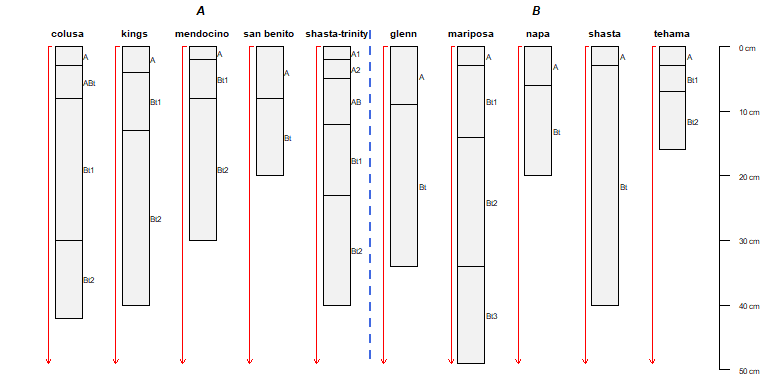 A B
colusa kings mendocino san benito shasta-trinity glenn mariposa napa shasta tehama
A
ABt
Bt1
Bt2
A
Bt1
Bt2
A
Bt1
Bt2
A
Bt
A1
A2
AB
Bt1
Bt2
A
Bt
A
Bt1
Bt2
Bt3
A
Bt
A
Bt
A
Bt1
Bt2
0 cm
10 cm
20 cm
30 cm
40 cm
50 cm